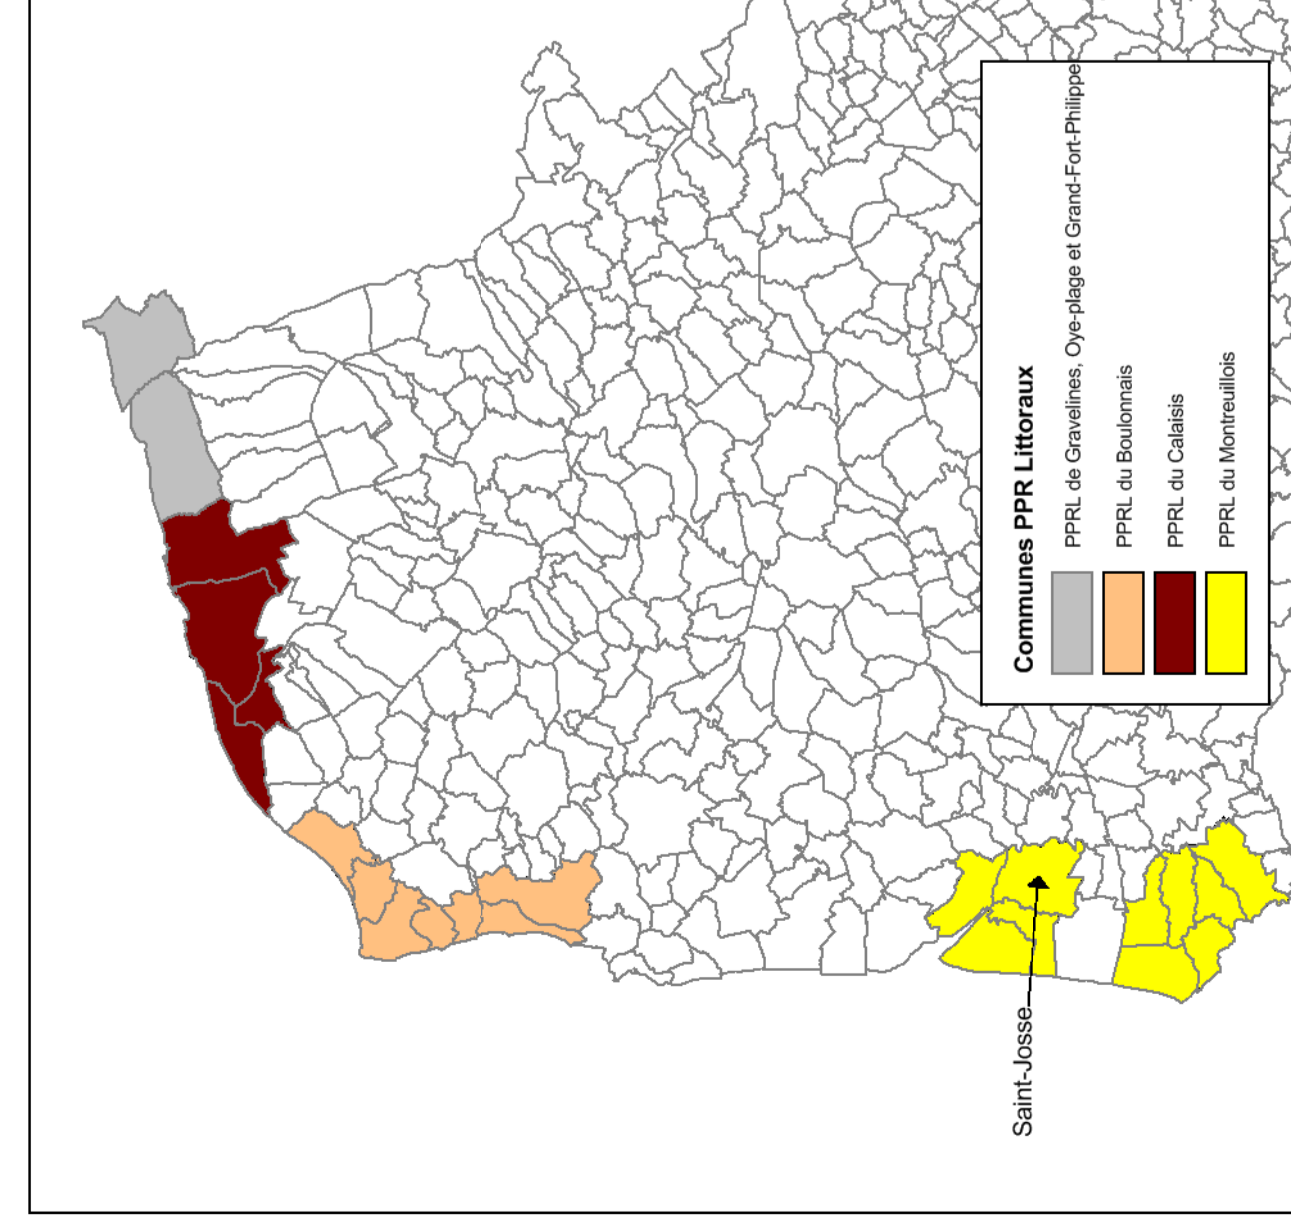 Communes PPR Littoraux
PPRL de Gravelines, Oye-plage et Grand-Fort-Philippe
PPRL du Boulonnais
PPRL du Calaisis
PPRL du Montreuillois
Saint-Josse